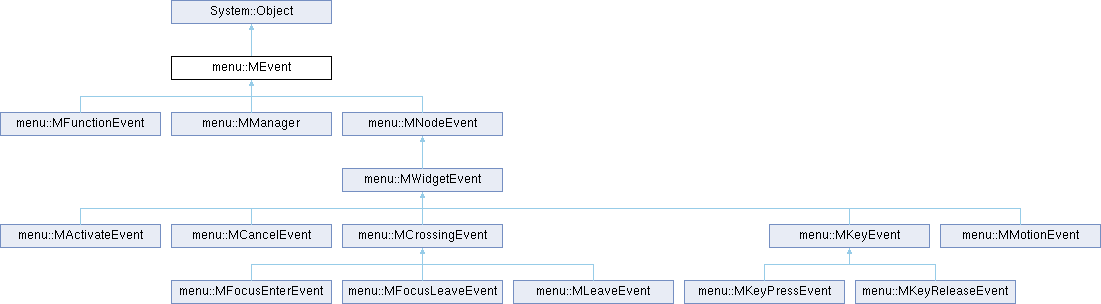 System::Object
menu::MEvent
menu::MFunctionEvent
menu::MManager
menu::MNodeEvent
menu::MWidgetEvent
menu::MActivateEvent
menu::MCancelEvent
menu::MCrossingEvent
menu::MKeyEvent
menu::MMotionEvent
menu::MFocusEnterEvent
menu::MFocusLeaveEvent
menu::MLeaveEvent
menu::MKeyPressEvent
menu::MKeyReleaseEvent